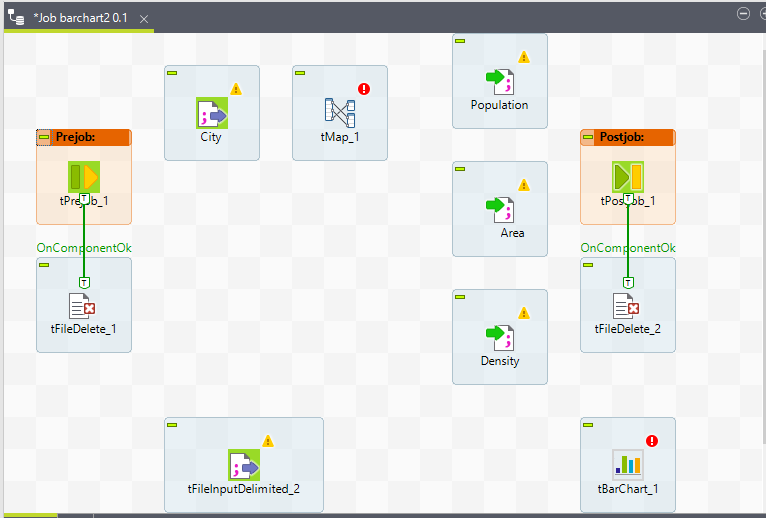 *Job barchart2 0.1
Population
City
tMap_1
Prejob:
Postjob:
tPrejob_1
tPostjob_1
Area
OnComponentOk
OnComponentOk
tFileDelete_1
tFileDelete_2
Density
tFileInputDelimited_2
tBarChart_1